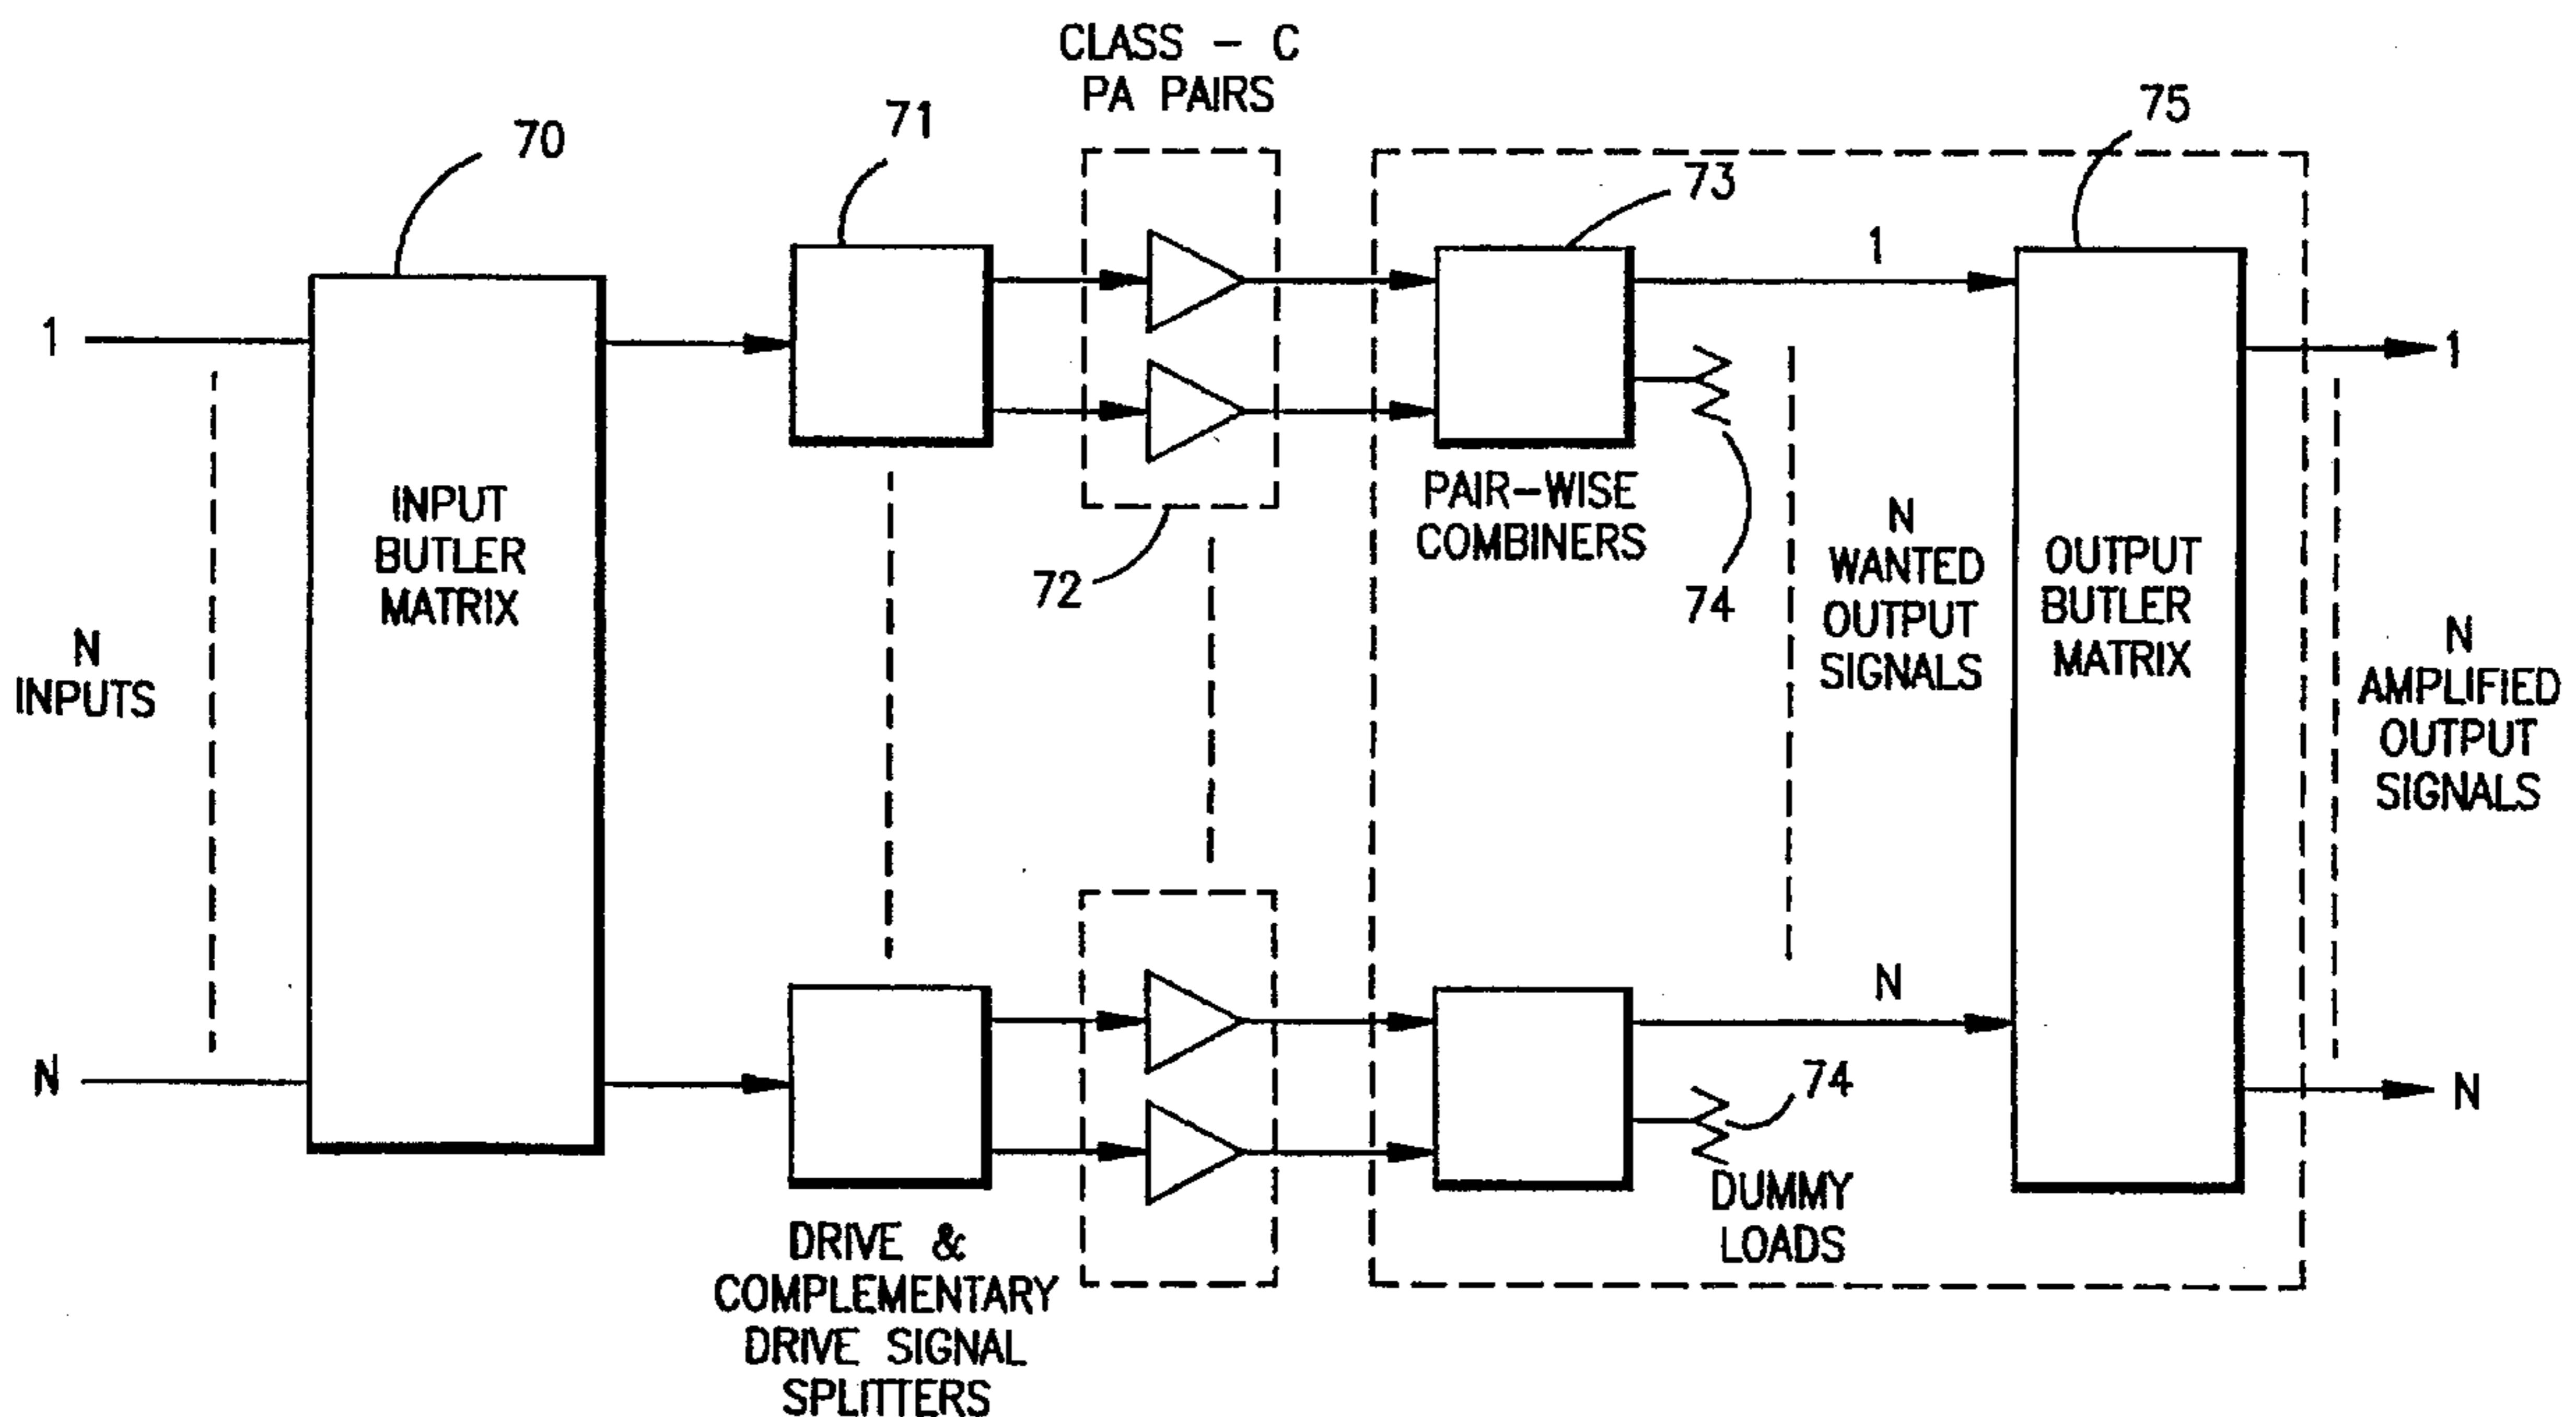 CLASS - C
PA PAIRS
70
71
75
73
1
1
1
INPUT
BUTLER
MATRIX
PAIR-WISE
COMBINERS
72
74
N
WANTED
OUTPUT
SIGNALS
OUTPUT
BUTLER
MATRIX
N
INPUTS
N
AMPLIFIED
OUTPUT
SIGNALS
N
N
74
N
DUMMY
LOADS
DRIVE &
COMPLEMENTARY
DRIVE SIGNAL
SPLITTERS